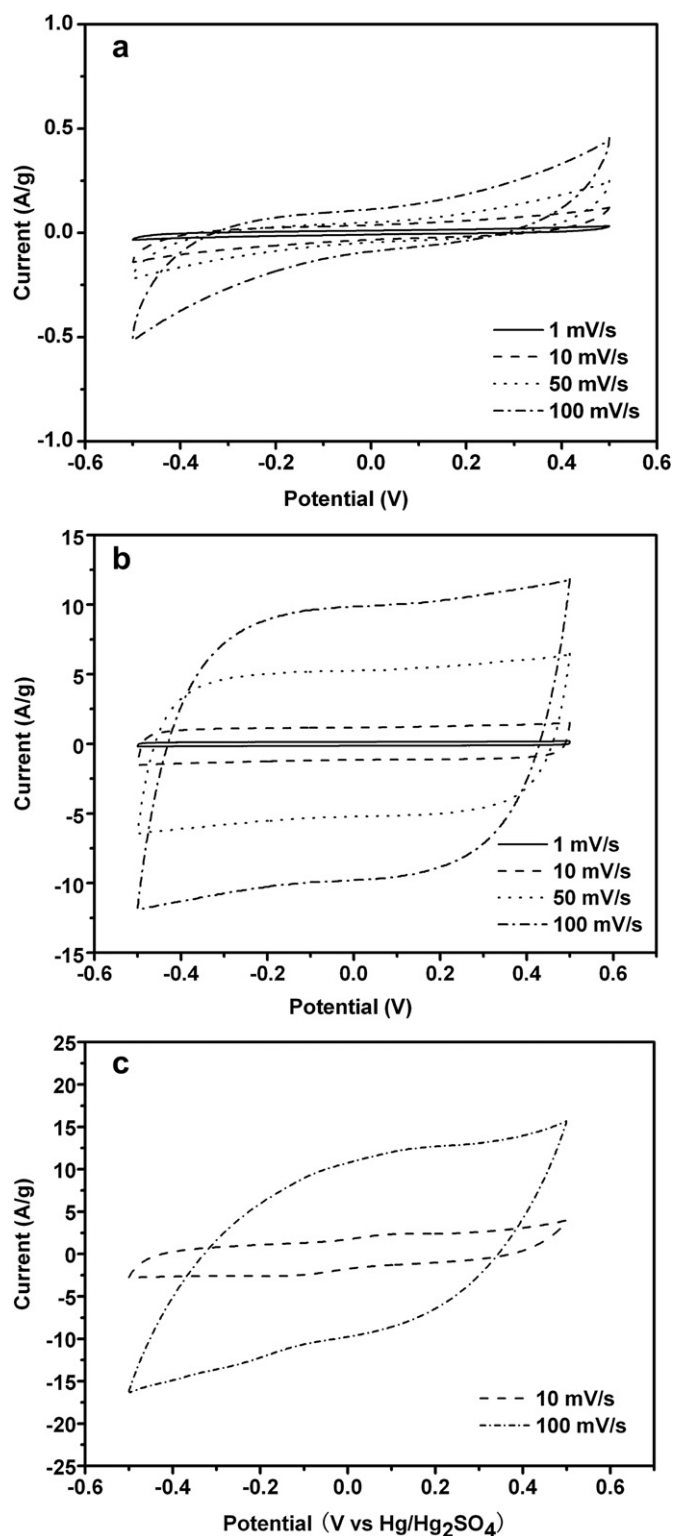 a
1.0
0.5
0.0
-0.5
-1.0
Current (A/g)
1 mV/s
10 mV/s
50 mV/s
100 mV/s
-0.6 -0.4 -0.2 0.0 0.2 0.4 0.6
Potential (V)
b
15
10
5
0
-5
-10
-15
Current (A/g)
1 mV/s
10 mV/s
50 mV/s
100 mV/s
-0.6 -0.4 -0.2 0.0 0.2 0.4 0.6
Potential (V)
c
25
20
15
10
5
0
-5
-10
-15
-20
-25
Current (A/g)
10 mV/s
100 mV/s
-0.6 -0.4 -0.2 0.0 0.2 0.4 0.6
Potential (V vs Hg/Hg₂SO₄)